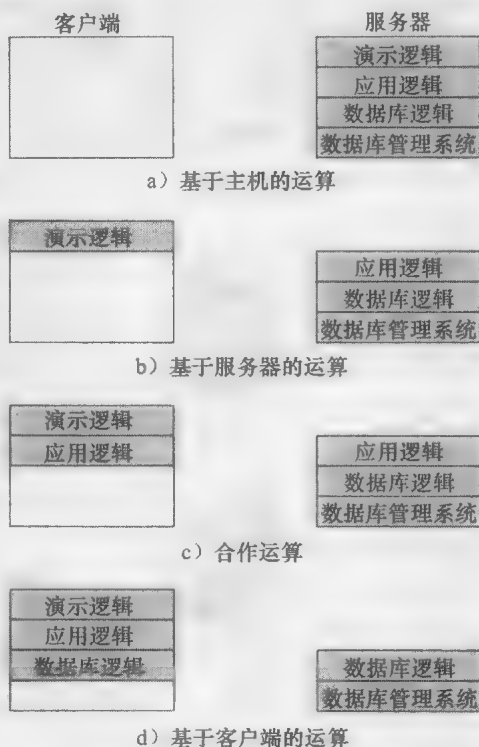 客户端 服务器
演示逻辑
应用逻辑
数据库逻辑
数据库管理系统
a）基于主机的运算
演示逻辑
应用逻辑
数据库逻辑
数据库管理系统
b）基于服务器的运算
演示逻辑
应用逻辑
应用逻辑
数据库逻辑
数据库管理系统
c）合作运算
演示逻辑
应用逻辑
数据库逻辑
数据库逻辑
数据库管理系统
d）基于客户端的运算